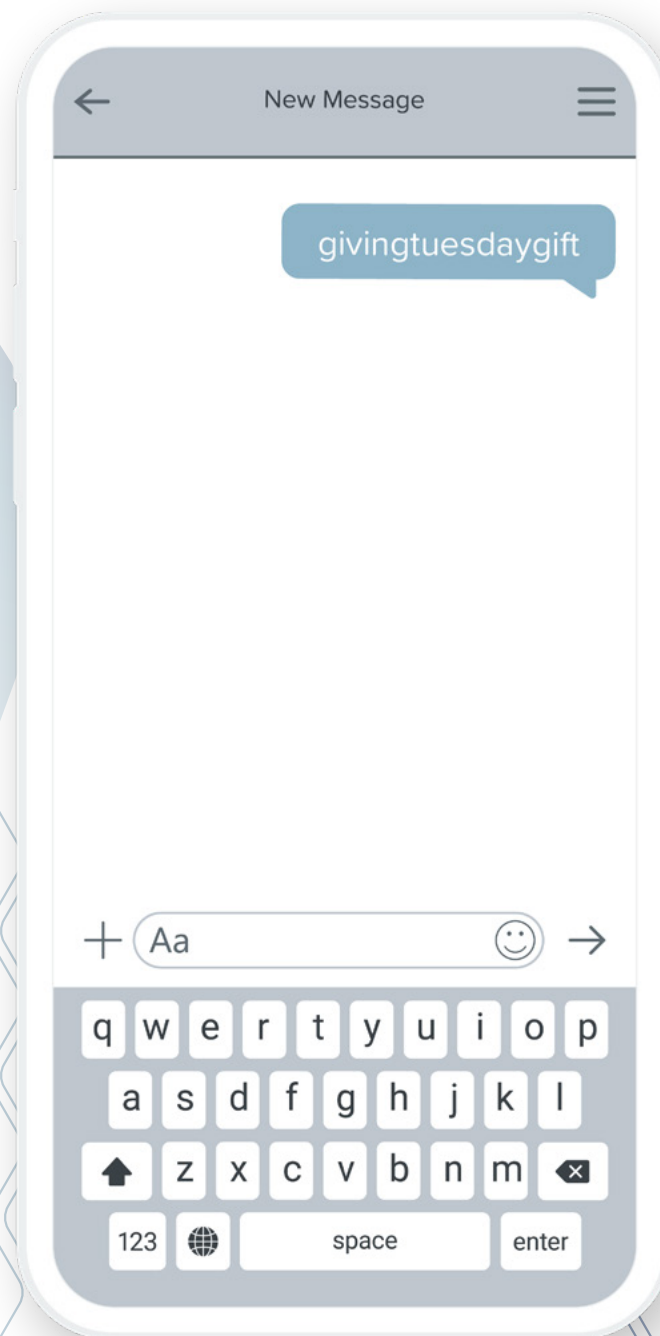 New Message
givingtuesdaygift
Aa
q w e r t y u i o p
a s d f g h j k l
z x c v b n m
123 space enter